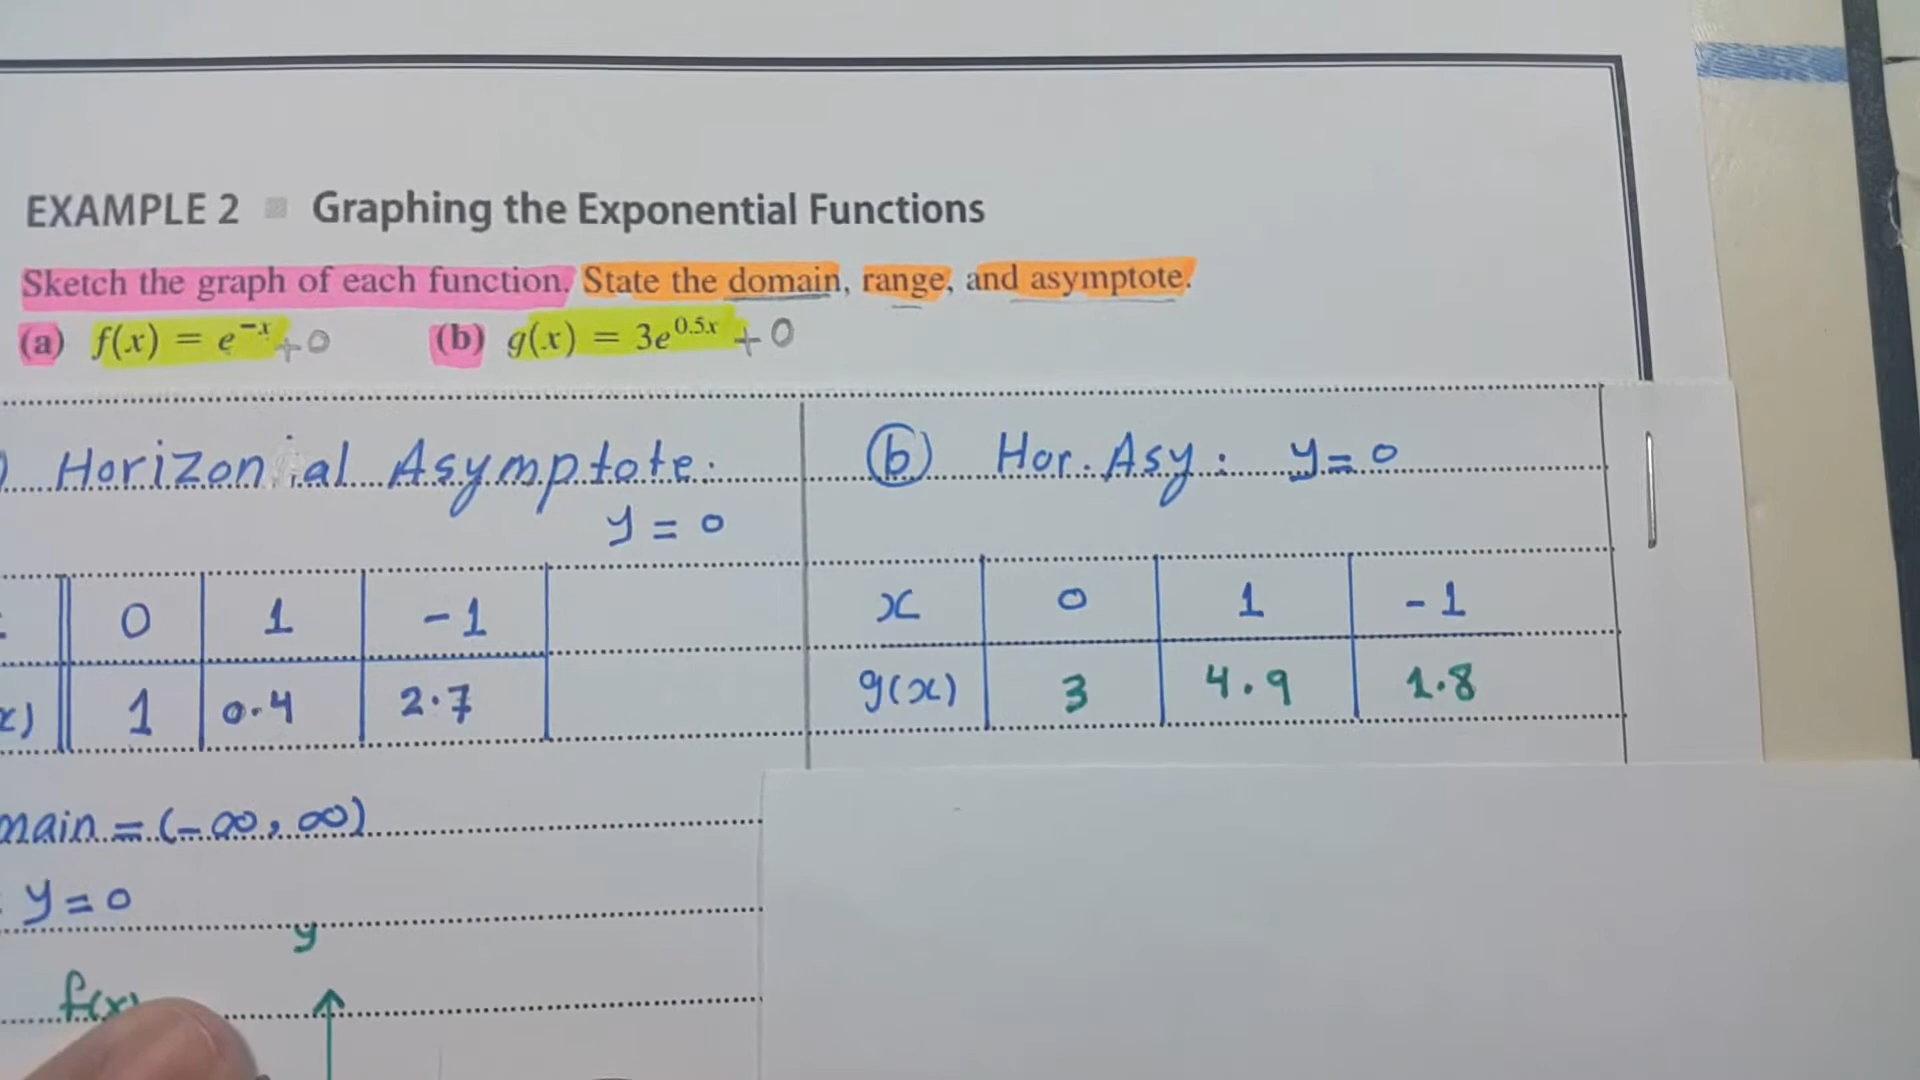 EXAMPLE 2 ■ Graphing the Exponential Functions
Sketch the graph of each function. State the domain, range, and asymptote.
(a) f(x) = e^{-x} + 0 (b) g(x) = 3e^{0.5x} + 0
) Horizontal Asymptote:
y = 0
0 1 -1
x) 1 0.4 2.7
main = (-∞, ∞)
y = 0
y
f(x)
(b) Hor. Asy: y = 0
x 0 1 -1
g(x) 3 4.9 1.8